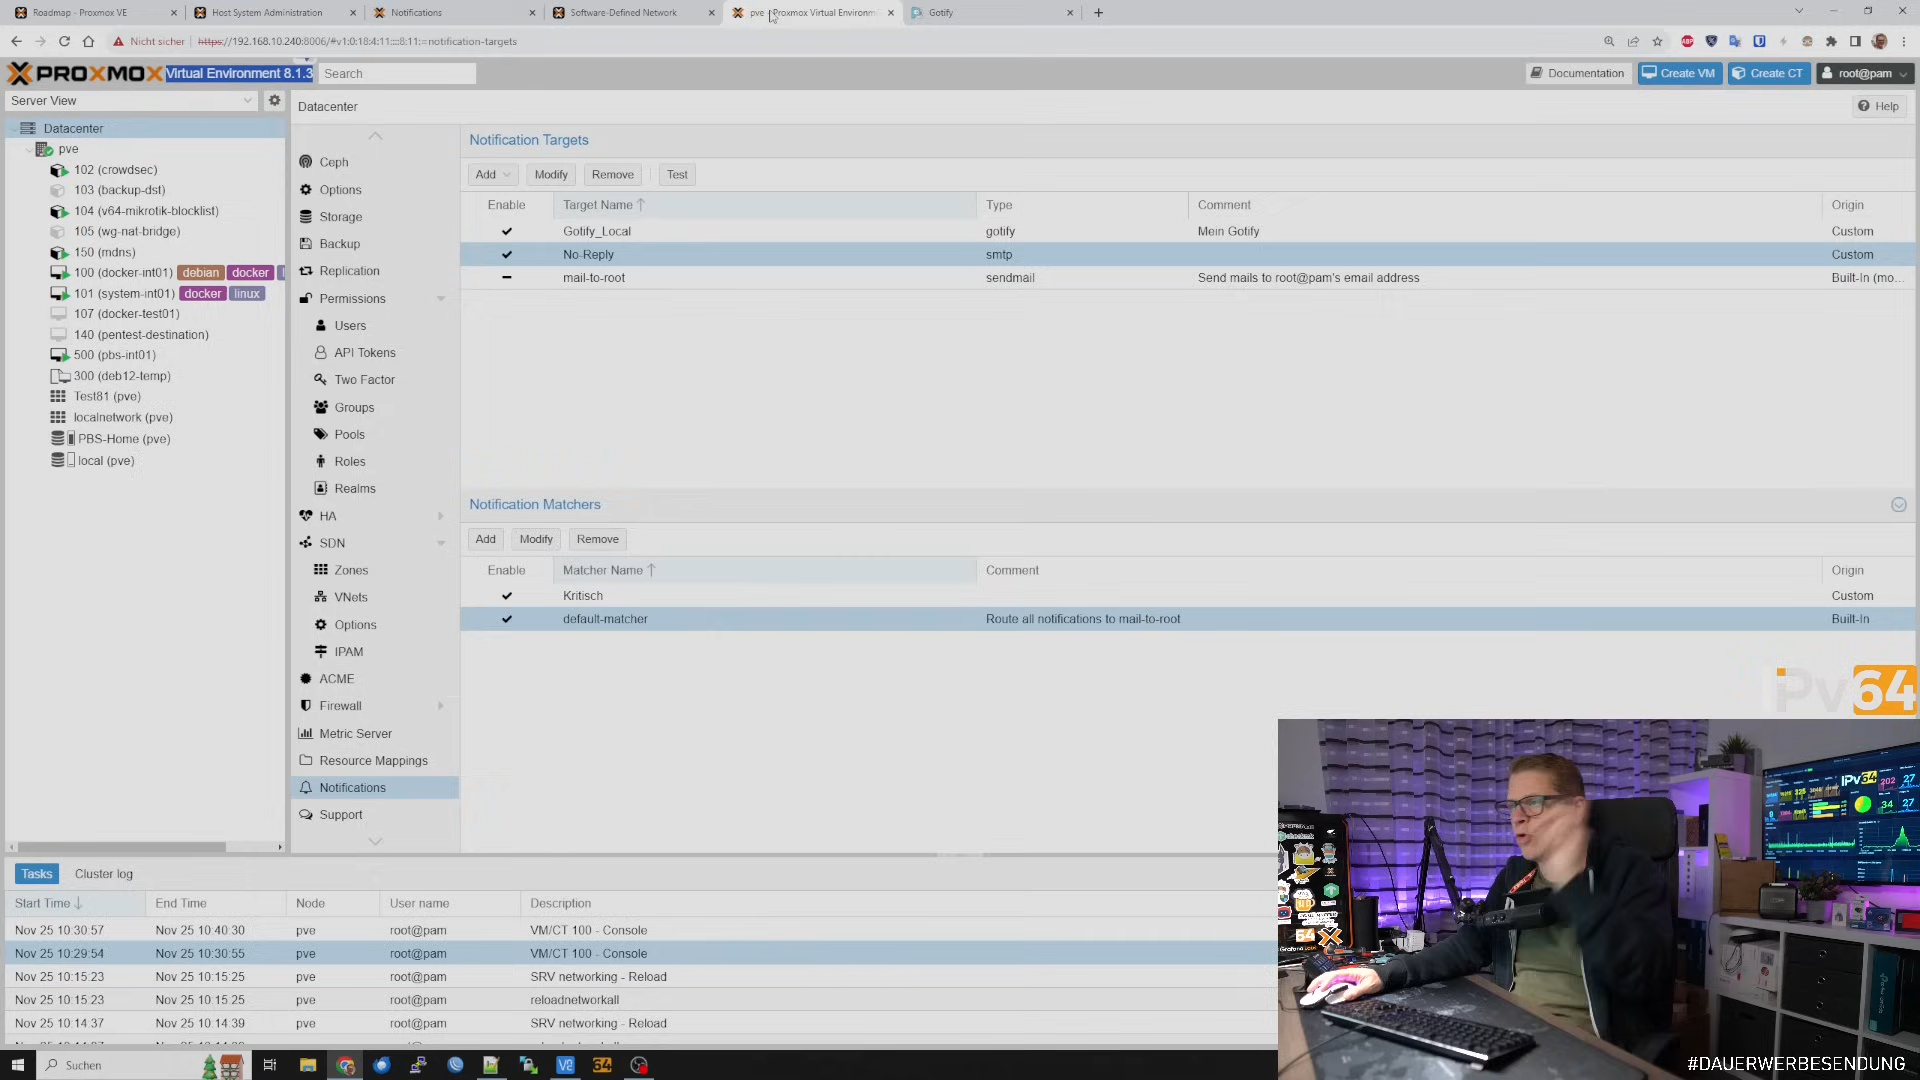 Roadmap - Proxmox VE
Host System Administration
Notifications
Software-Defined Network
pve - Proxmox Virtual Environm
Gotify
Nicht sicher
https://192.168.10.240:8006/#v1:0:18:4:11::::8:11:=notification-targets
PROXMOX Virtual Environment 8.1.3
Search
Documentation
Create VM
Create CT
root@pam
Server View
Datacenter
Help
Datacenter
pve
102 (crowdsec)
103 (backup-dst)
104 (v64-mikrotik-blocklist)
105 (wg-nat-bridge)
150 (mdns)
100 (docker-int01) debian docker
101 (system-int01) docker linux
107 (docker-test01)
140 (pentest-destination)
500 (pbs-int01)
300 (deb12-temp)
Test81 (pve)
localnetwork (pve)
PBS-Home (pve)
local (pve)
Ceph
Options
Storage
Backup
Replication
Permissions
Users
API Tokens
Two Factor
Groups
Pools
Roles
Realms
HA
SDN
Zones
VNets
Options
IPAM
ACME
Firewall
Metric Server
Resource Mappings
Notifications
Support
Notification Targets
Add Modify Remove Test
Enable Target Name Type Comment Origin
Gotify_Local gotify Mein Gotify Custom
No-Reply smtp Custom
mail-to-root sendmail Send mails to root@pam's email address Built-In (mo...
Notification Matchers
Add Modify Remove
Enable Matcher Name Comment Origin
Kritisch Custom
default-matcher Route all notifications to mail-to-root Built-In
IPv64
Tasks Cluster log
Start Time End Time Node User name Description
Nov 25 10:30:57 Nov 25 10:40:30 pve root@pam VM/CT 100 - Console
Nov 25 10:29:54 Nov 25 10:30:55 pve root@pam VM/CT 100 - Console
Nov 25 10:15:23 Nov 25 10:15:25 pve root@pam SRV networking - Reload
Nov 25 10:15:23 Nov 25 10:15:25 pve root@pam reloadnetworkall
Nov 25 10:14:37 Nov 25 10:14:39 pve root@pam SRV networking - Reload
IPv64
202
27
34
27
64
Suchen
#DAUERWERBESENDUNG